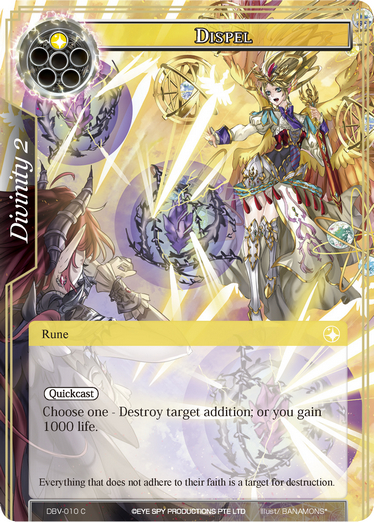 Dispel
Divinity 2
Rune
Quickcast
Choose one - Destroy target addition; or you gain
1000 life.
Everything that does not adhere to their faith is a target for destruction.
DBV-010 C ©EYE SPY PRODUCTIONS PTE LTD Illust/ BANAMONS*